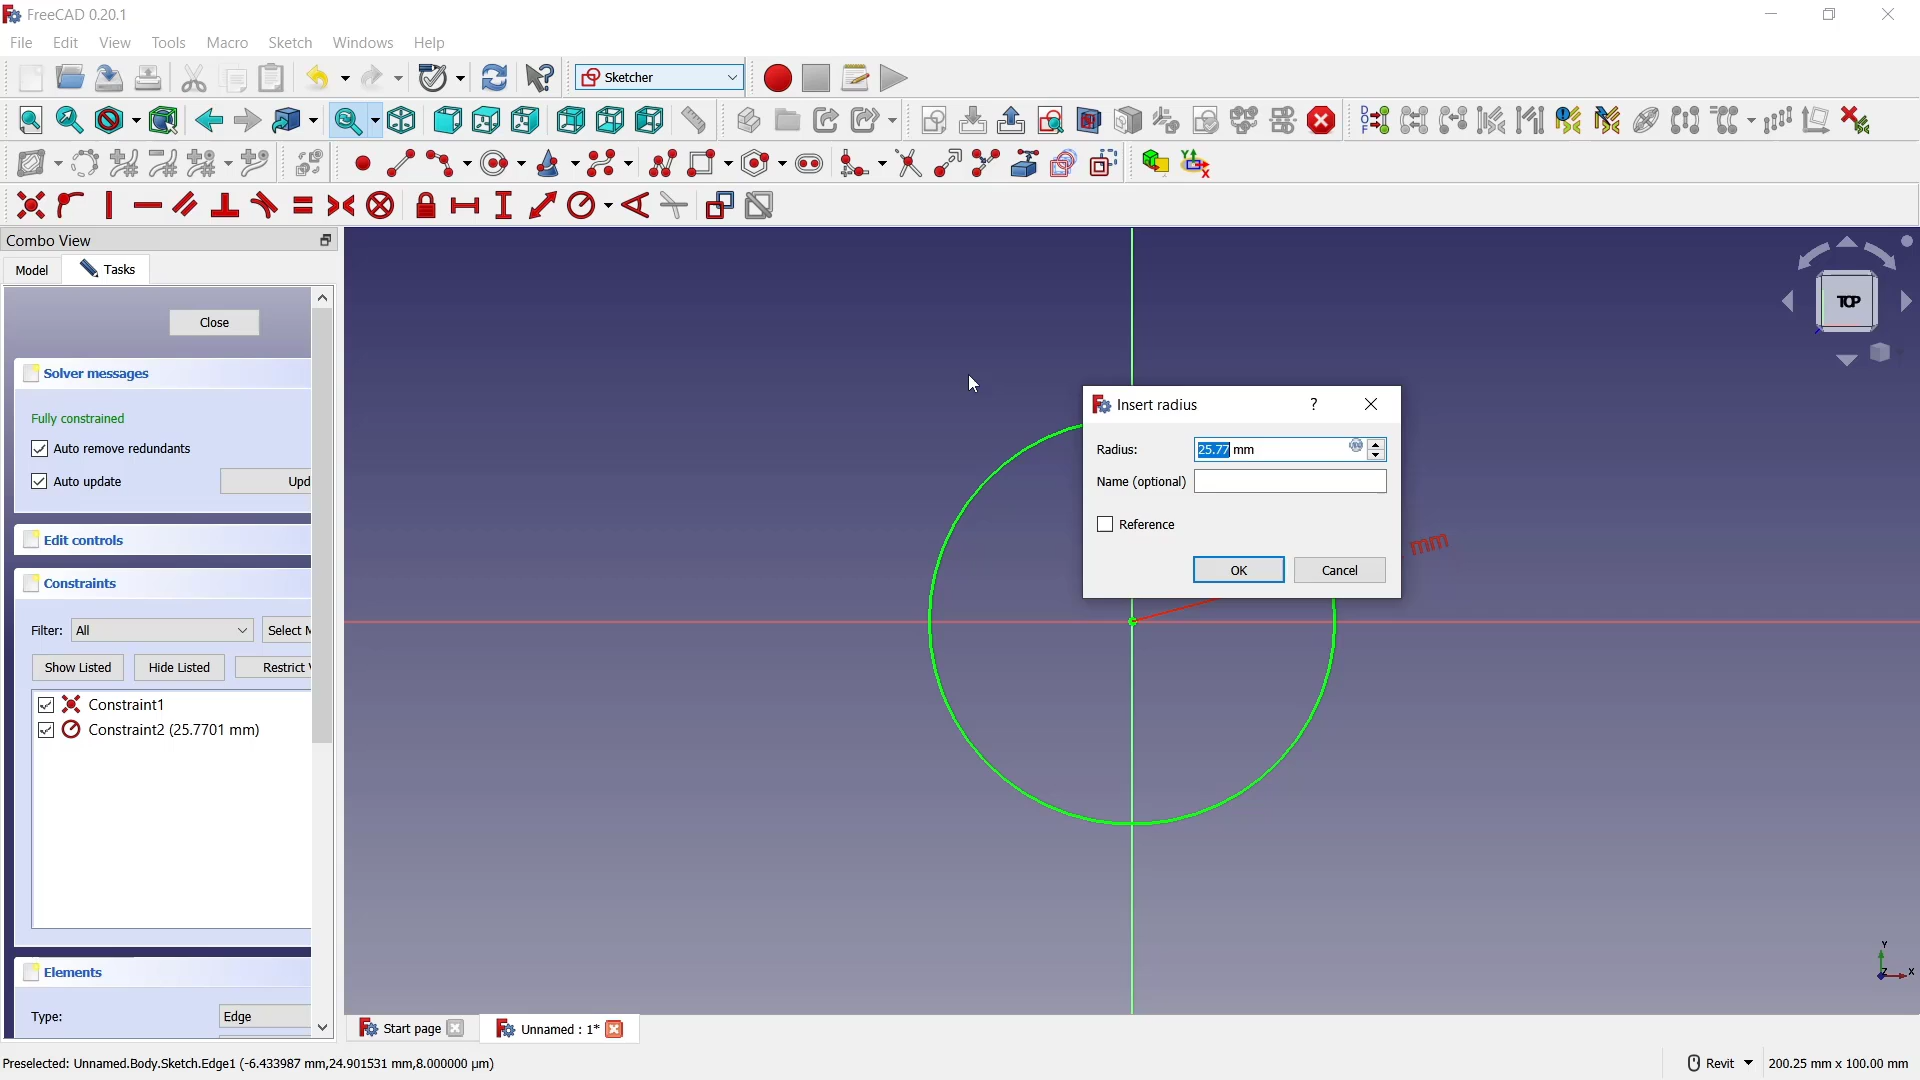 FreeCAD 0.20.1
File Edit View Tools Macro Sketch Windows Help
Sketcher
Combo View
Model Tasks
Close
Solver messages
Fully constrained
Auto remove redundants
Auto update Upd
Edit controls
Constraints
Filter: All Select M
Show Listed Hide Listed Restrict
Constraint1
Constraint2 (25.7701 mm)
Elements
Type: Edge
TOP
Insert radius ?
Radius: 25.77 mm
Name (optional)
Reference
OK Cancel
mm
Y
Z X
Start page Unnamed : 1*
Preselected: Unnamed.Body.Sketch.Edge1 (-6.433987 mm,24.901531 mm,8.000000 µm)
Revit 200.25 mm x 100.00 mm